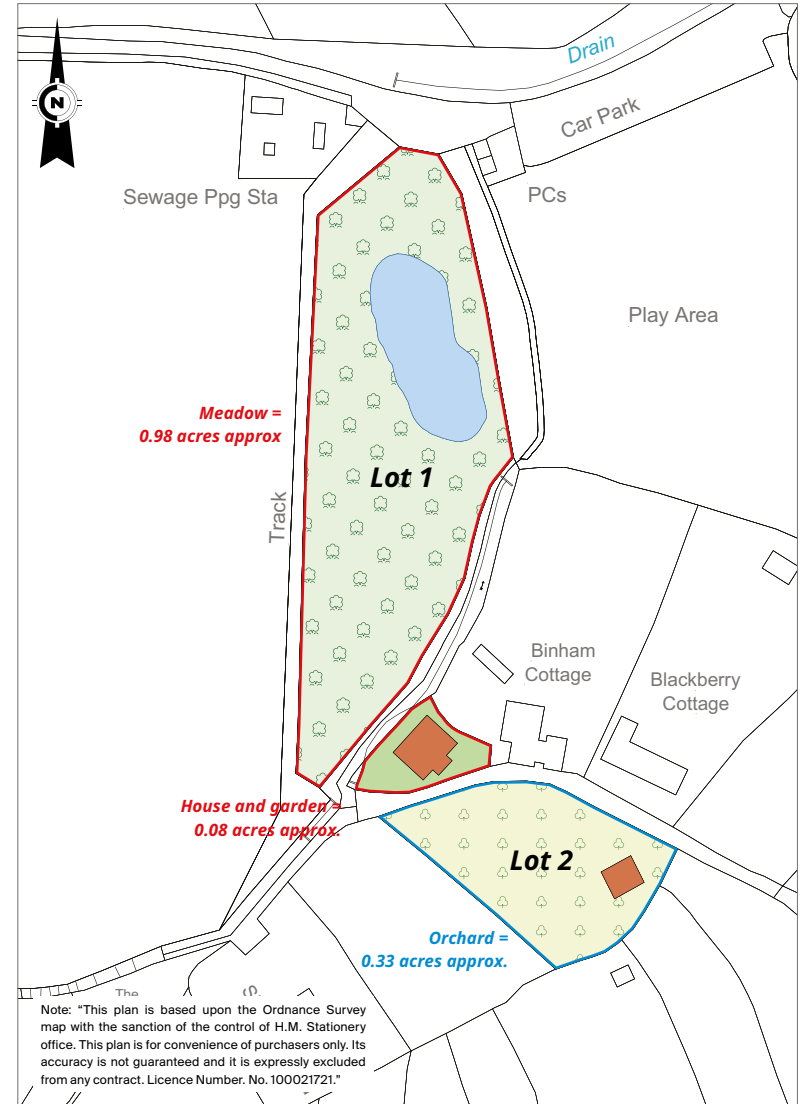 Drain
N
Car Park
Sewage Ppg Sta
PCs
Play Area
Meadow =
0.98 acres approx
Lot 1
Track
Binham
Cottage
Blackberry
Cottage
House and garden =
0.08 acres approx.
Lot 2
Orchard =
0.33 acres approx.
The
Note: “This plan is based upon the Ordnance Survey
map with the sanction of the control of H.M. Stationery
office. This plan is for convenience of purchasers only. Its
accuracy is not guaranteed and it is expressly excluded
from any contract. Licence Number. No. 100021721.”